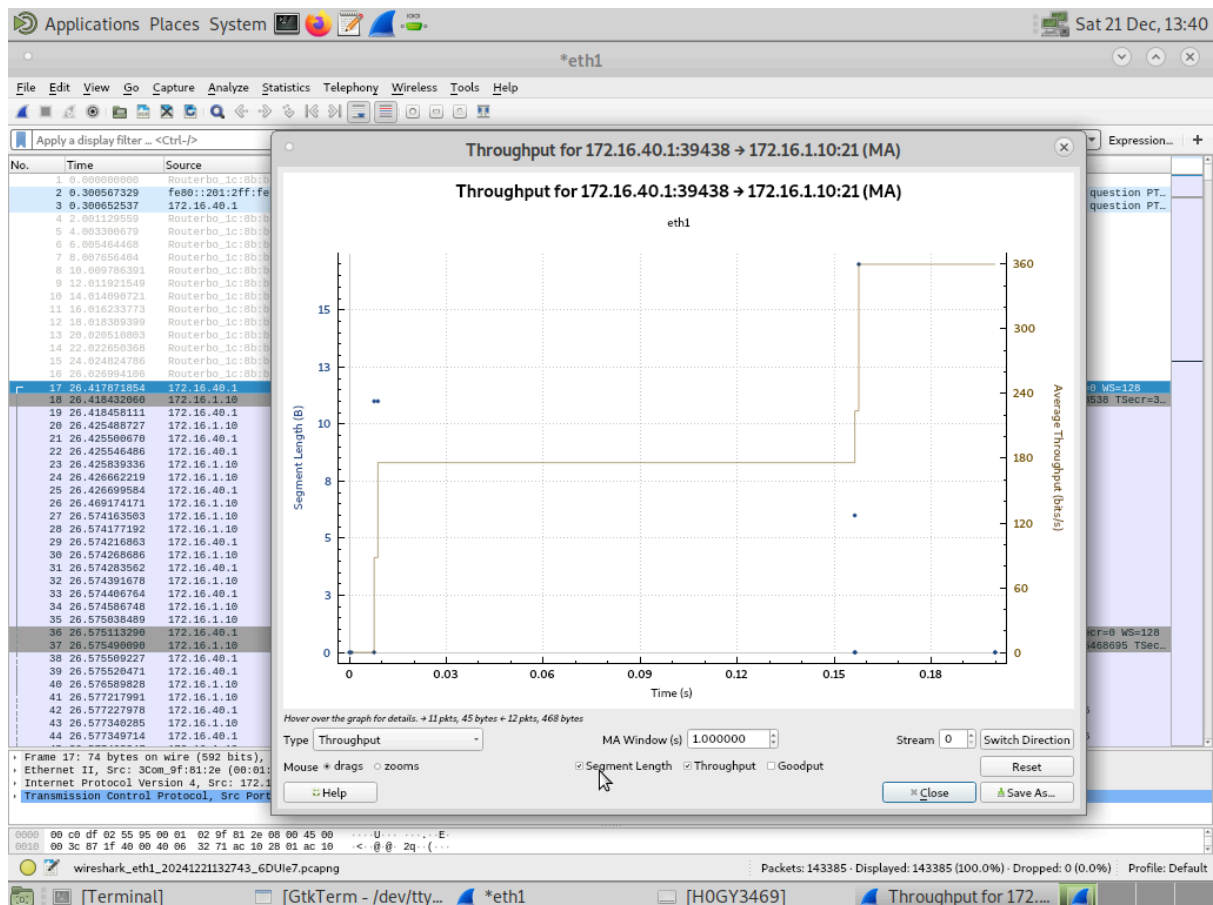 Applications Places System
Sat 21 Dec, 13:40
*eth1
File Edit View Go Capture Analyze Statistics Telephony Wireless Tools Help
Apply a display filter ... <Ctrl-/>
Expression... +
No. Time Source
1 0.000000000 Routerbo_1c:8b:b
2 0.300567329 fe80::201:2ff:fe question PT...
3 0.300652537 172.16.40.1 question PT...
4 2.001129559 Routerbo_1c:8b:b
5 4.003300679 Routerbo_1c:8b:b
6 6.005464468 Routerbo_1c:8b:b
7 8.007656404 Routerbo_1c:8b:b
8 10.009786391 Routerbo_1c:8b:b
9 12.011921549 Routerbo_1c:8b:b
10 14.014090721 Routerbo_1c:8b:b
11 16.016233773 Routerbo_1c:8b:b
12 18.018389399 Routerbo_1c:8b:b
13 20.020510803 Routerbo_1c:8b:b
14 22.022650368 Routerbo_1c:8b:b
15 24.024824786 Routerbo_1c:8b:b
16 26.026994106 Routerbo_1c:8b:b
17 26.417871854 172.16.40.1 =0 WS=128
18 26.418432060 172.16.1.10 8538 TSecr=3...
19 26.418458111 172.16.40.1
20 26.425488727 172.16.1.10
21 26.425500670 172.16.40.1
22 26.425546486 172.16.40.1
23 26.425839336 172.16.1.10
24 26.426662219 172.16.1.10
25 26.426699584 172.16.40.1
26 26.469174171 172.16.1.10
27 26.574163503 172.16.1.10
28 26.574177192 172.16.1.10
29 26.574216863 172.16.40.1
30 26.574268686 172.16.1.10
31 26.574283562 172.16.40.1
32 26.574391678 172.16.1.10
33 26.574406764 172.16.40.1
34 26.574586748 172.16.1.10
35 26.575038489 172.16.1.10
36 26.575113290 172.16.40.1 ecr=0 WS=128
37 26.575490090 172.16.1.10 5468695 TSec...
38 26.575509227 172.16.40.1
39 26.575520471 172.16.40.1
40 26.576589828 172.16.1.10
41 26.577217991 172.16.1.10
42 26.577227978 172.16.40.1
43 26.577340285 172.16.1.10
44 26.577349714 172.16.40.1
Throughput for 172.16.40.1:39438 → 172.16.1.10:21 (MA)
Throughput for 172.16.40.1:39438 → 172.16.1.10:21 (MA)
eth1
Segment Length (B)
15
13
10
8
5
3
0
360
300
240
180
120
60
0
Average Throughput (bits/s)
0 0.03 0.06 0.09 0.12 0.15 0.18
Time (s)
Hover over the graph for details. → 11 pkts, 45 bytes ← 12 pkts, 468 bytes
Type Throughput MA Window (s) 1.000000 Stream 0 Switch Direction
Mouse drags zooms Segment Length Throughput Goodput Reset
Help Close Save As...
Frame 17: 74 bytes on wire (592 bits),
Ethernet II, Src: 3Com_9f:81:2e (00:01:
Internet Protocol Version 4, Src: 172.1
Transmission Control Protocol, Src Port
0000 00 c0 df 02 55 95 00 01 02 9f 81 2e 08 00 45 00 ····U··· ···.··E·
0010 00 3c 87 1f 40 00 40 06 32 71 ac 10 28 01 ac 10 ·<··@·@· 2q··(···
wireshark_eth1_20241221132743_6DUIe7.pcapng
Packets: 143385 · Displayed: 143385 (100.0%) · Dropped: 0 (0.0%) Profile: Default
[Terminal] [GtkTerm - /dev/tty... *eth1 [H0GY3469] Throughput for 172....